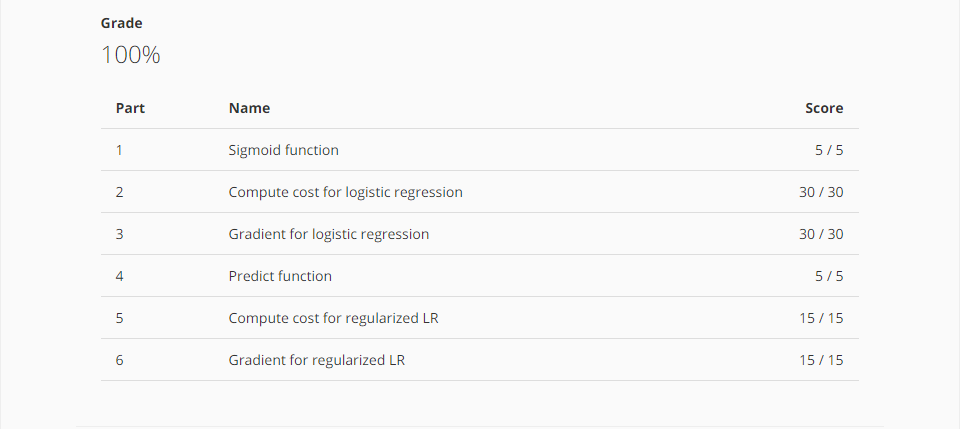 Grade
100%
Part Name Score
1 Sigmoid function 5 / 5
2 Compute cost for logistic regression 30 / 30
3 Gradient for logistic regression 30 / 30
4 Predict function 5 / 5
5 Compute cost for regularized LR 15 / 15
6 Gradient for regularized LR 15 / 15